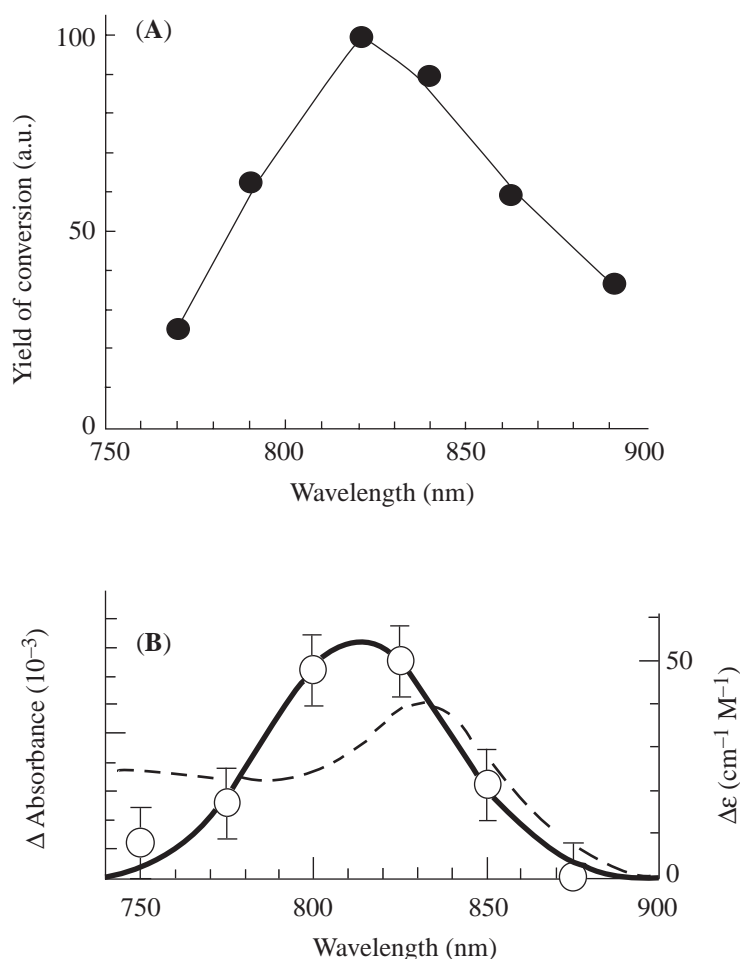 (A)
100
50
0
Yield of conversion (a.u.)
750 800 850 900
Wavelength (nm)
(B)
Δ Absorbance (10⁻³)
50
0
Δε (cm⁻¹ M⁻¹)
750 800 850 900
Wavelength (nm)